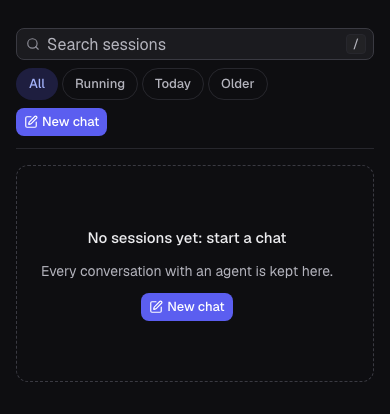 Search sessions /
All Running Today Older
New chat
No sessions yet: start a chat
Every conversation with an agent is kept here.
New chat